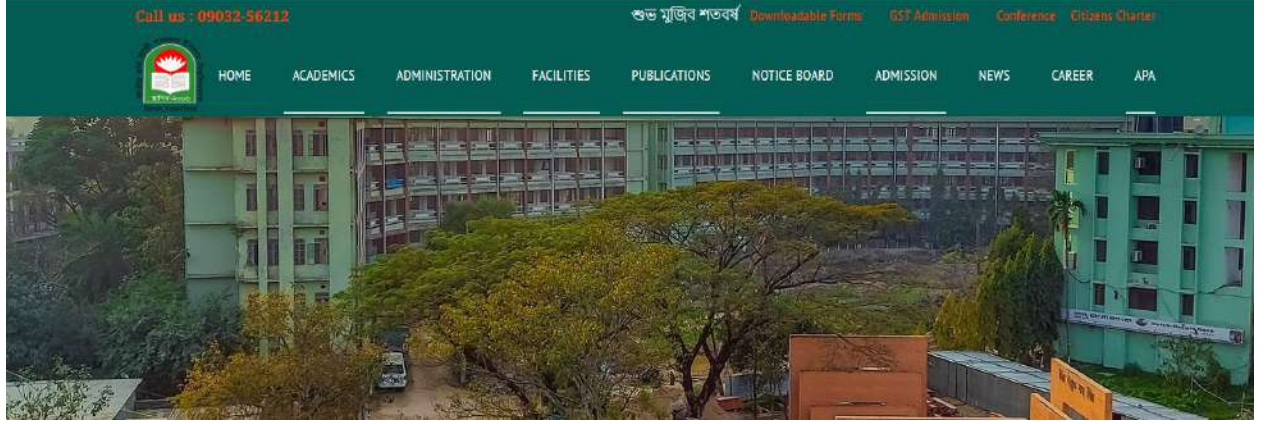 Call us : 09032-56212 শুভ মুজিব শতবর্ষ Downloadable Forms GST Admission Conference Citizens Charter
HOME ACADEMICS ADMINISTRATION FACILITIES PUBLICATIONS NOTICE BOARD ADMISSION NEWS CAREER APA